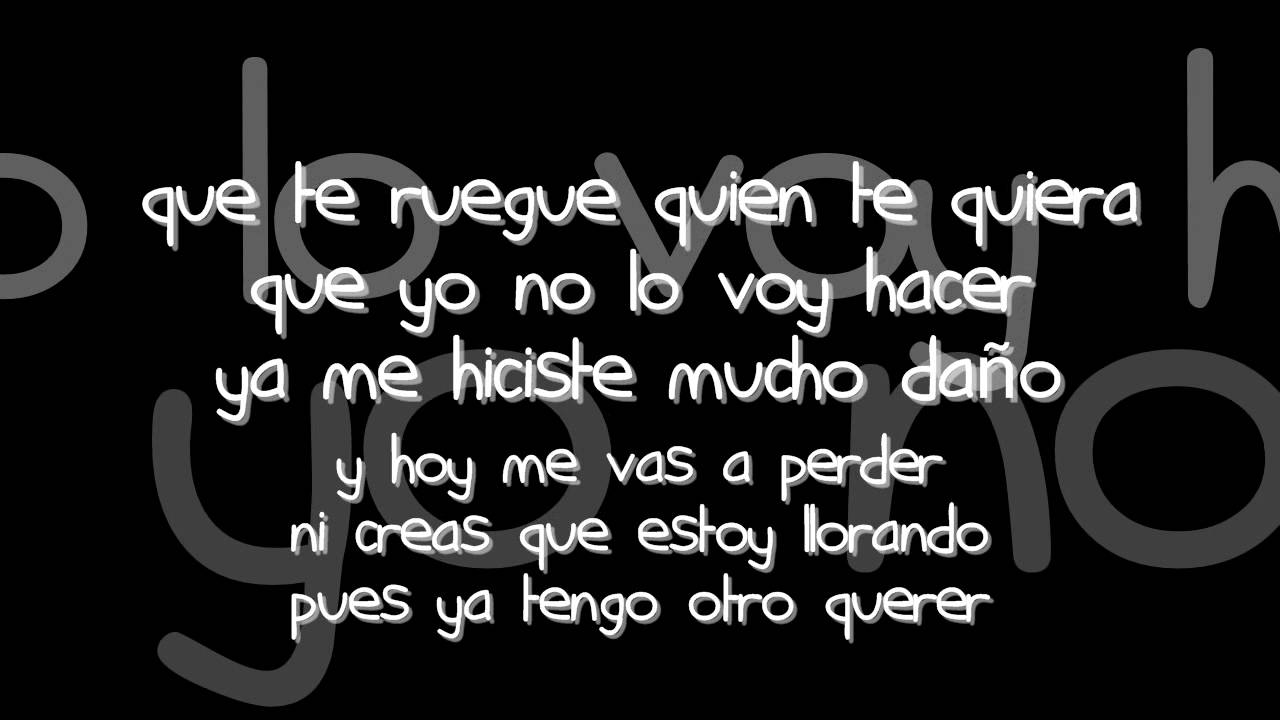 que te ruegue quien te quiera
que yo no lo voy hacer
ya me hiciste mucho daño
y hoy me vas a perder
ni creas que estoy llorando
pues ya tengo otro querer
o lo voy h
yo no